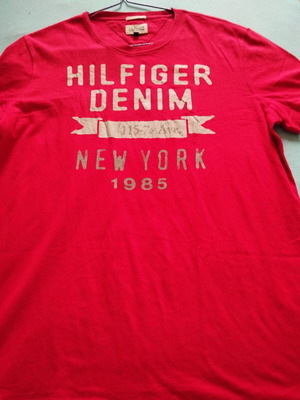 HILFIGER
DENIM
NEW YORK
1985